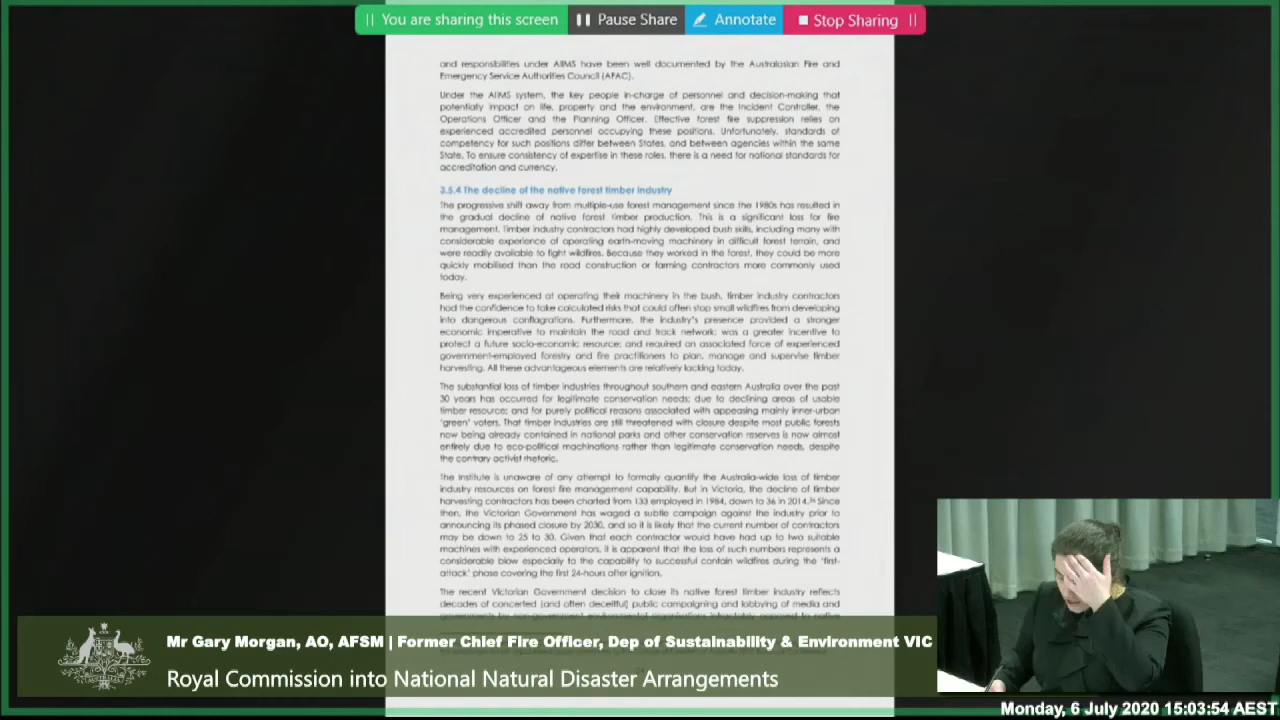 You are sharing this screen
Pause Share
Annotate
Stop Sharing
and responsibilities under AIIMS have been well documented by the Australasian Fire and
Emergency Service Authorities Council (AFAC).
Under the AIIMS system, the key people in-charge of personnel and decision-making that
potentially impact on life, property and the environment, are the Incident Controller, the
Operations Officer and the Planning Officer. Effective forest fire suppression relies on
experienced accredited personnel occupying these positions. Unfortunately, standards of
competency for such positions differ between States, and between agencies within the same
State. To ensure consistency of expertise in these roles, there is a need for national standards for
accreditation and currency.
3.5.4 The decline of the native forest timber industry
The progressive shift away from multiple-use forest management since the 1980s has resulted in
the gradual decline of native forest timber production. This is a significant loss for fire
management. Timber industry contractors had highly developed bush skills, including many with
considerable experience of operating earth-moving machinery in difficult forest terrain, and
were readily available to fight wildfires. Because they worked in the forest, they could be more
quickly mobilised than the road construction or farming contractors more commonly used
today.
Being very experienced at operating their machinery in the bush, timber industry contractors
had the confidence to take calculated risks that could often stop small wildfires from developing
into dangerous conflagrations. Furthermore, the industry's presence provided a stronger
economic imperative to maintain the road and track network; was a greater incentive to
protect a future socio-economic resource; and required an associated force of experienced
government-employed forestry and fire practitioners to plan, manage and supervise timber
harvesting. All these advantageous elements are relatively lacking today.
The substantial loss of timber industries throughout southern and eastern Australia over the past
30 years has occurred for legitimate conservation needs; due to declining areas of usable
timber resource; and for purely political reasons associated with appeasing mainly inner-urban
'green' voters. That timber industries are still threatened with closure despite most public forests
now being already contained in national parks and other conservation reserves is now almost
entirely due to eco-political machinations rather than legitimate conservation needs, despite
the contrary activist rhetoric.
The Institute is unaware of any attempt to formally quantify the Australia-wide loss of timber
industry resources on forest fire management capability. But in Victoria, the decline of timber
harvesting contractors has been charted from 133 employed in 1984, down to 36 in 2014. Since
then, the Victorian Government has waged a subtle campaign against the industry prior to
announcing its phased closure by 2030, and so it is likely that the current number of contractors
may be down to 25 to 30. Given that each contractor would have had up to two suitable
machines with experienced operators, it is apparent that the loss of such numbers represents a
considerable blow especially to the capability to successful contain wildfires during the 'first-
attack' phase covering the first 24-hours after ignition.
The recent Victorian Government decision to close its native forest timber industry reflects
decades of concerted (and often deceitful) public campaigning and lobbying of media and
governments by non-government environmental organisations intractably opposed to native
Mr Gary Morgan, AO, AFSM | Former Chief Fire Officer, Dep of Sustainability & Environment VIC
Royal Commission into National Natural Disaster Arrangements
Monday, 6 July 2020 15:03:54 AEST